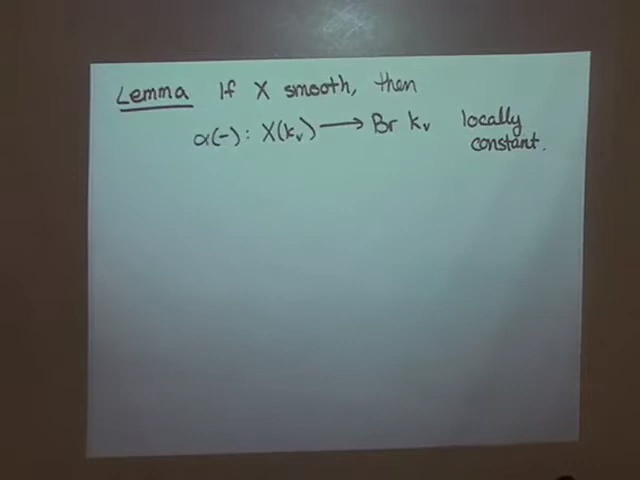 Lemma If X smooth, then
α(-) : X(kᵥ) ⟶ Br kᵥ locally
constant.